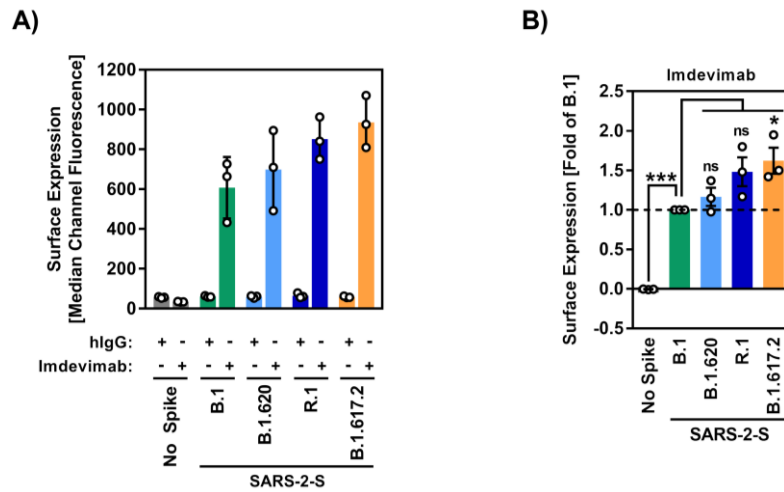 A)
Surface Expression
[Median Channel Fluorescence]
1200
1000
800
600
400
200
0
hIgG: + - + - + - + - + -
Imdevimab: - + - + - + - + - +
No Spike
B.1
B.1.620
R.1
B.1.617.2
SARS-2-S
B)
Imdevimab
Surface Expression [Fold of B.1]
2.5
2.0
1.5
1.0
0.5
0.0
-0.5
***
ns
ns
*
No Spike
B.1
B.1.620
R.1
B.1.617.2
SARS-2-S